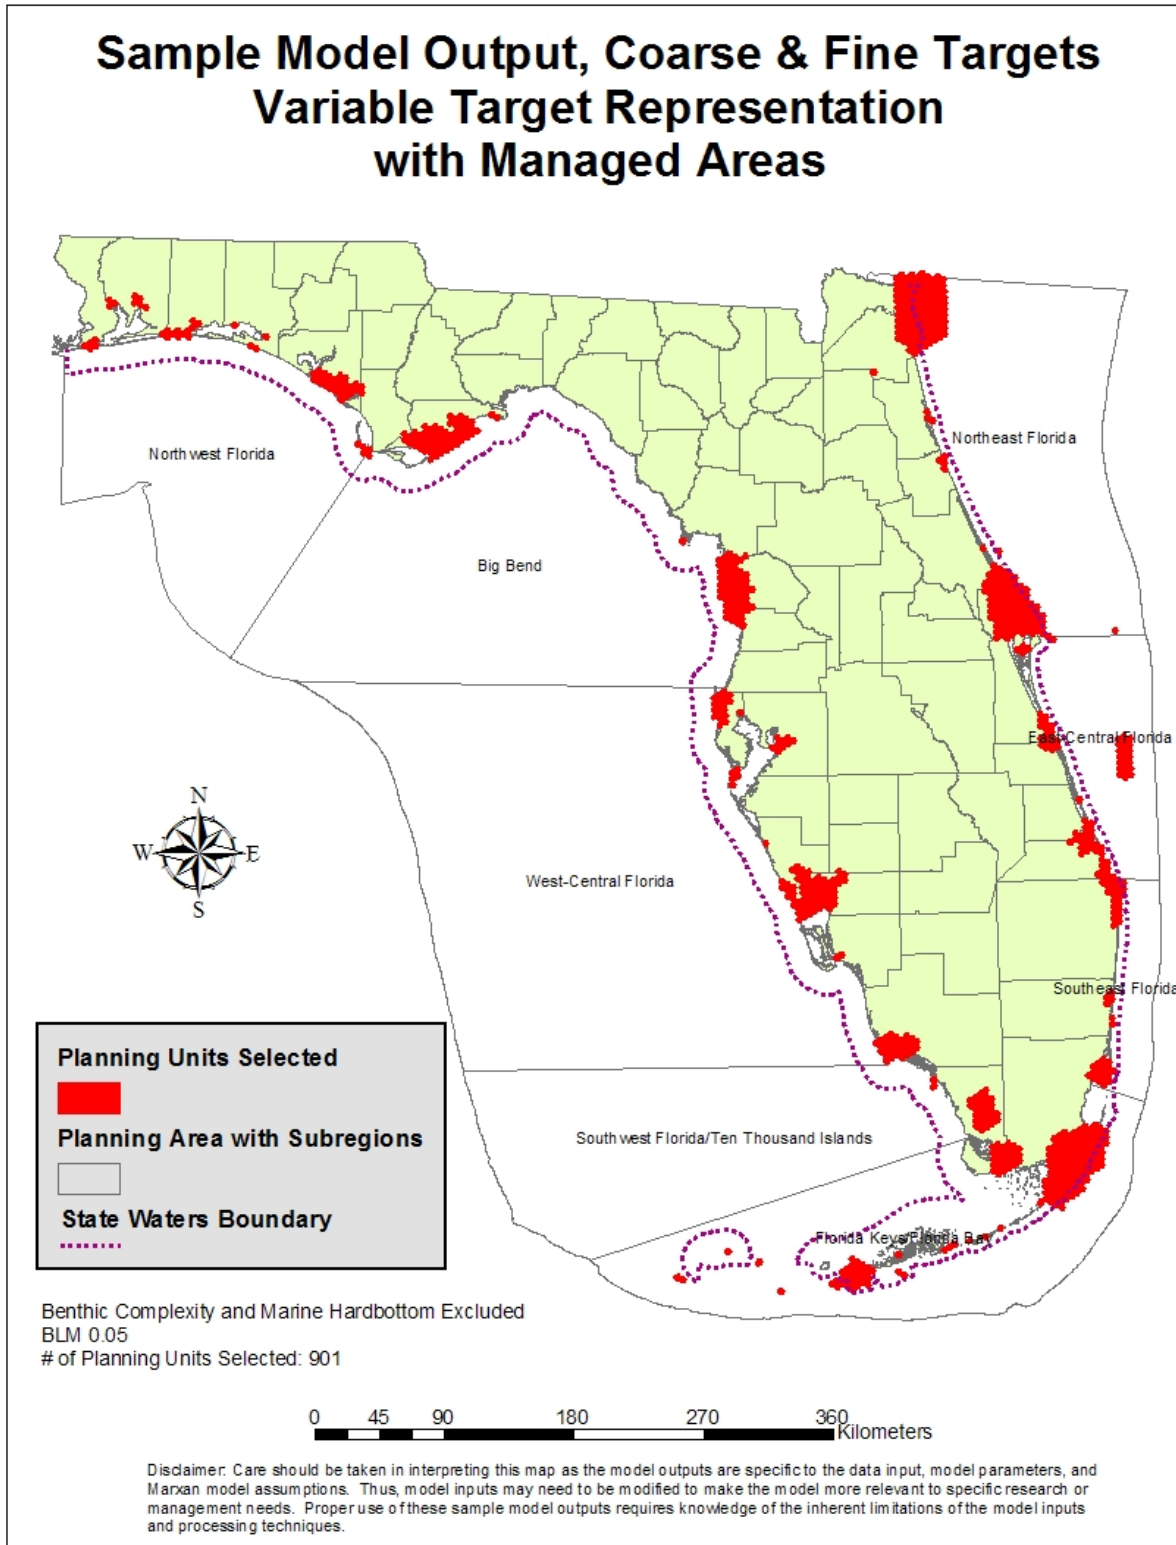 Sample Model Output, Coarse & Fine Targets
Variable Target Representation
with Managed Areas
Northwest Florida
Northeast Florida
Big Bend
East-Central Florida
N
W
E
S
West-Central Florida
Southeast Florida
Planning Units Selected
Planning Area with Subregions
State Waters Boundary
Southwest Florida/Ten Thousand Islands
Florida Keys/Florida Bay
Benthic Complexity and Marine Hardbottom Excluded
BLM 0.05
# of Planning Units Selected: 901
0 45 90 180 270 360
Kilometers
Disclaimer: Care should be taken in interpreting this map as the model outputs are specific to the data input, model parameters, and
Marxan model assumptions. Thus, model inputs may need to be modified to make the model more relevant to specific research or
management needs. Proper use of these sample model outputs requires knowledge of the inherent limitations of the model inputs
and processing techniques.